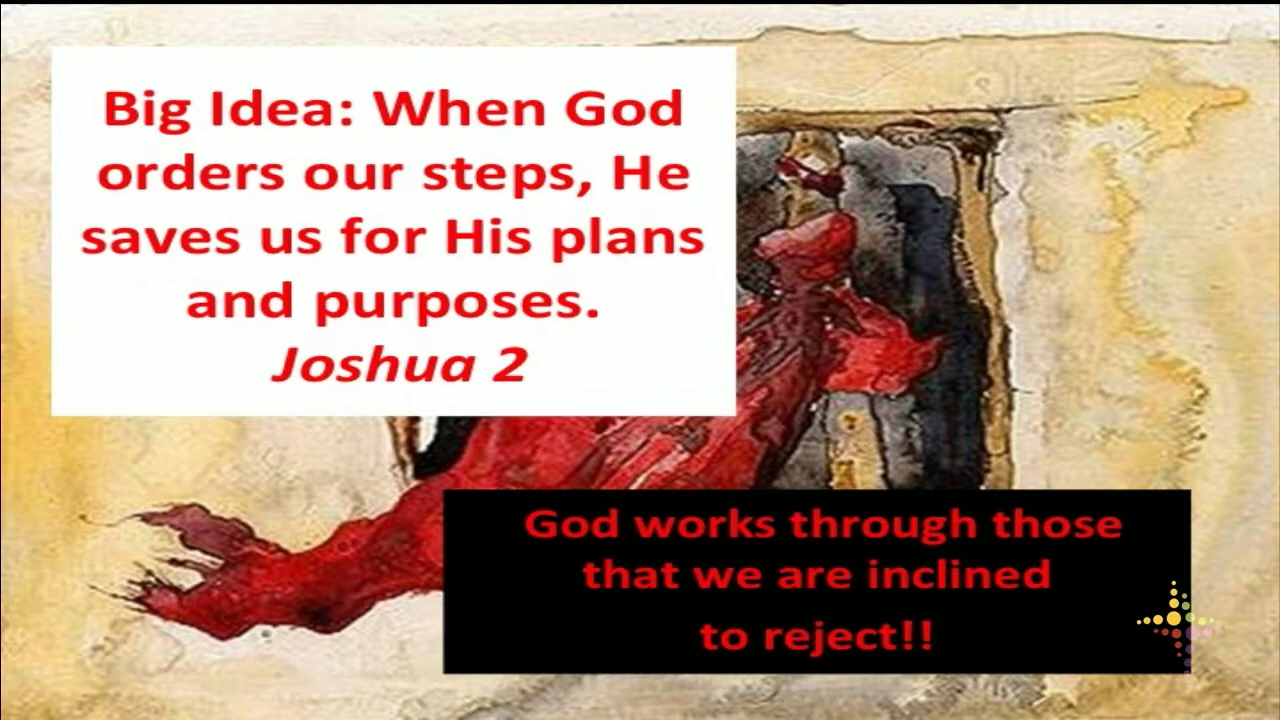 Big Idea: When God
orders our steps, He
saves us for His plans
and purposes.
Joshua 2
God works through those
that we are inclined
to reject!!